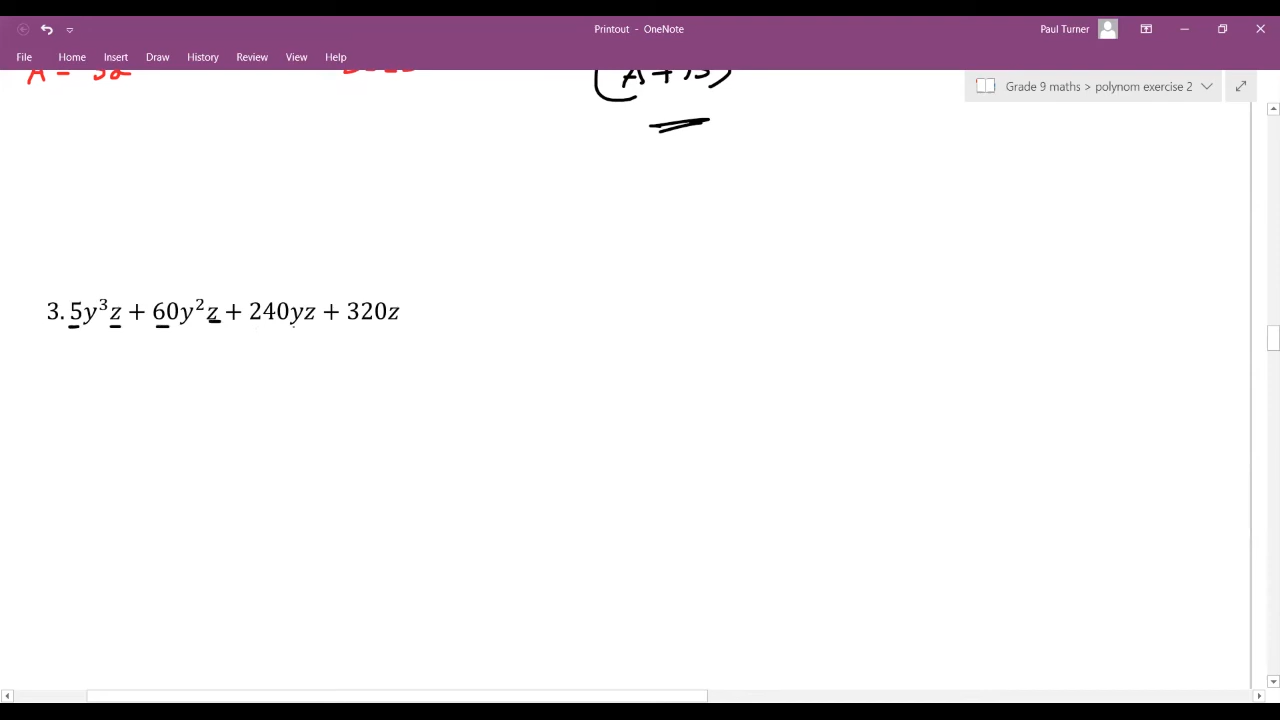 Printout - OneNote
Paul Turner
File Home Insert Draw History Review View Help
Grade 9 maths > polynom exercise 2
3. 5y³z + 60y²z + 240yz + 320z